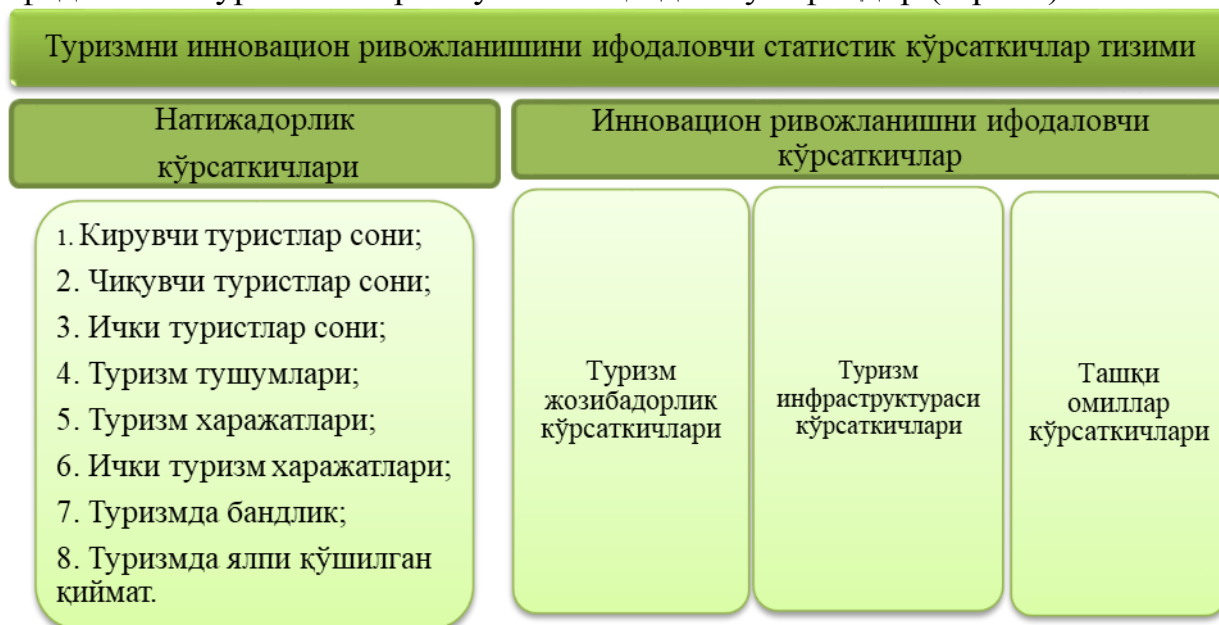 Туризмни инновацион ривожланишини ифодаловчи статистик кўрсаткичлар тизими
Натижадорлик
кўрсаткичлари
Инновацион ривожланишни ифодаловчи
кўрсаткичлар
1. Кирувчи туристлар сони;
2. Чиқувчи туристлар сони;
3. Ички туристлар сони;
4. Туризм тушумлари;
5. Туризм харажатлари;
6. Ички туризм харажатлари;
7. Туризмда бандлик;
8. Туризмда ялпи қўшилган
қиймат.
Туризм
жозибадорлик
кўрсаткичлари
Туризм
инфраструктураси
кўрсаткичлари
Ташқи
омиллар
кўрсаткичлари